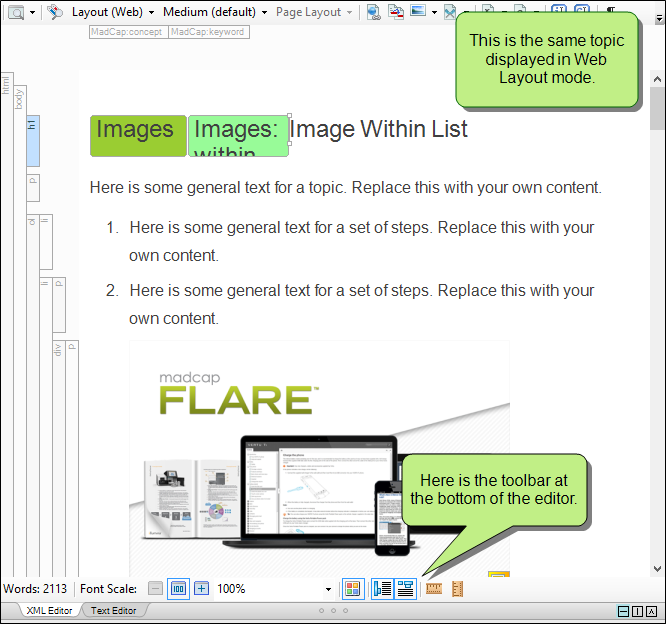 Layout (Web) Medium (default) Page Layout
MadCap:concept MadCap:keyword
This is the same topic
displayed in Web
Layout mode.
html
body
h1
p
ol
li
li
p
div
p
Images Images: Image Within List
within
Here is some general text for a topic. Replace this with your own content.
1. Here is some general text for a set of steps. Replace this with your
own content.
2. Here is some general text for a set of steps. Replace this with your
own content.
madcap
FLARE™
Here is the toolbar at
the bottom of the editor.
Words: 2113 Font Scale: 100 100%
XML Editor Text Editor